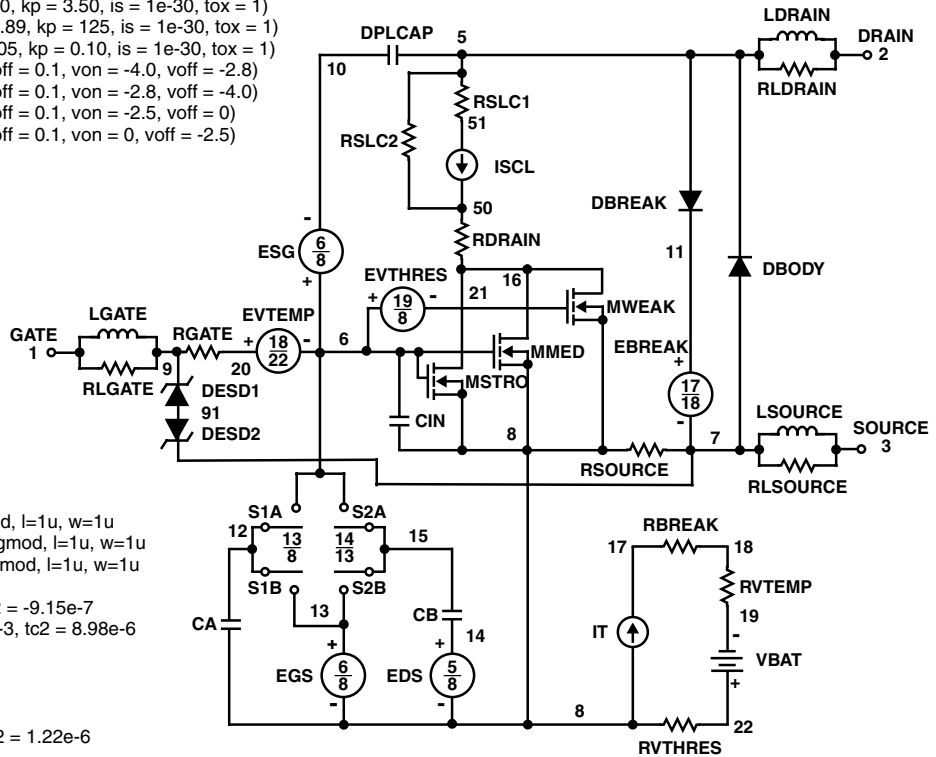 0, kp = 3.50, is = 1e-30, tox = 1)
.89, kp = 125, is = 1e-30, tox = 1)
05, kp = 0.10, is = 1e-30, tox = 1)
off = 0.1, von = -4.0, voff = -2.8)
off = 0.1, von = -2.8, voff = -4.0)
off = 0.1, von = -2.5, voff = 0)
off = 0.1, von = 0, voff = -2.5)
LDRAIN
DPLCAP
5
DRAIN
2
10
RLDRAIN
RSLC1
51
RSLC2
ISCL
50
DBREAK
-
ESG
6
8
+
RDRAIN
11
DBODY
EVTHRES
+
19
8
-
21
16
MWEAK
LGATE
EVTEMP
GATE
1
RGATE
+
18
22
-
6
MMED
EBREAK
+
17
18
-
RLGATE
9
20
DESD1
91
DESD2
MSTRO
CIN
8
7
LSOURCE
SOURCE
3
RSOURCE
RLSOURCE
S1A
S2A
12
13
8
14
13
15
S1B
S2B
13
CA
CB
14
+
EGS
6
8
-
+
EDS
5
8
-
RBREAK
17
18
RVTEMP
19
-
IT
VBAT
+
8
22
RVTHRES
d, l=1u, w=1u
gmod, l=1u, w=1u
mod, l=1u, w=1u
= -9.15e-7
-3, tc2 = 8.98e-6
2 = 1.22e-6